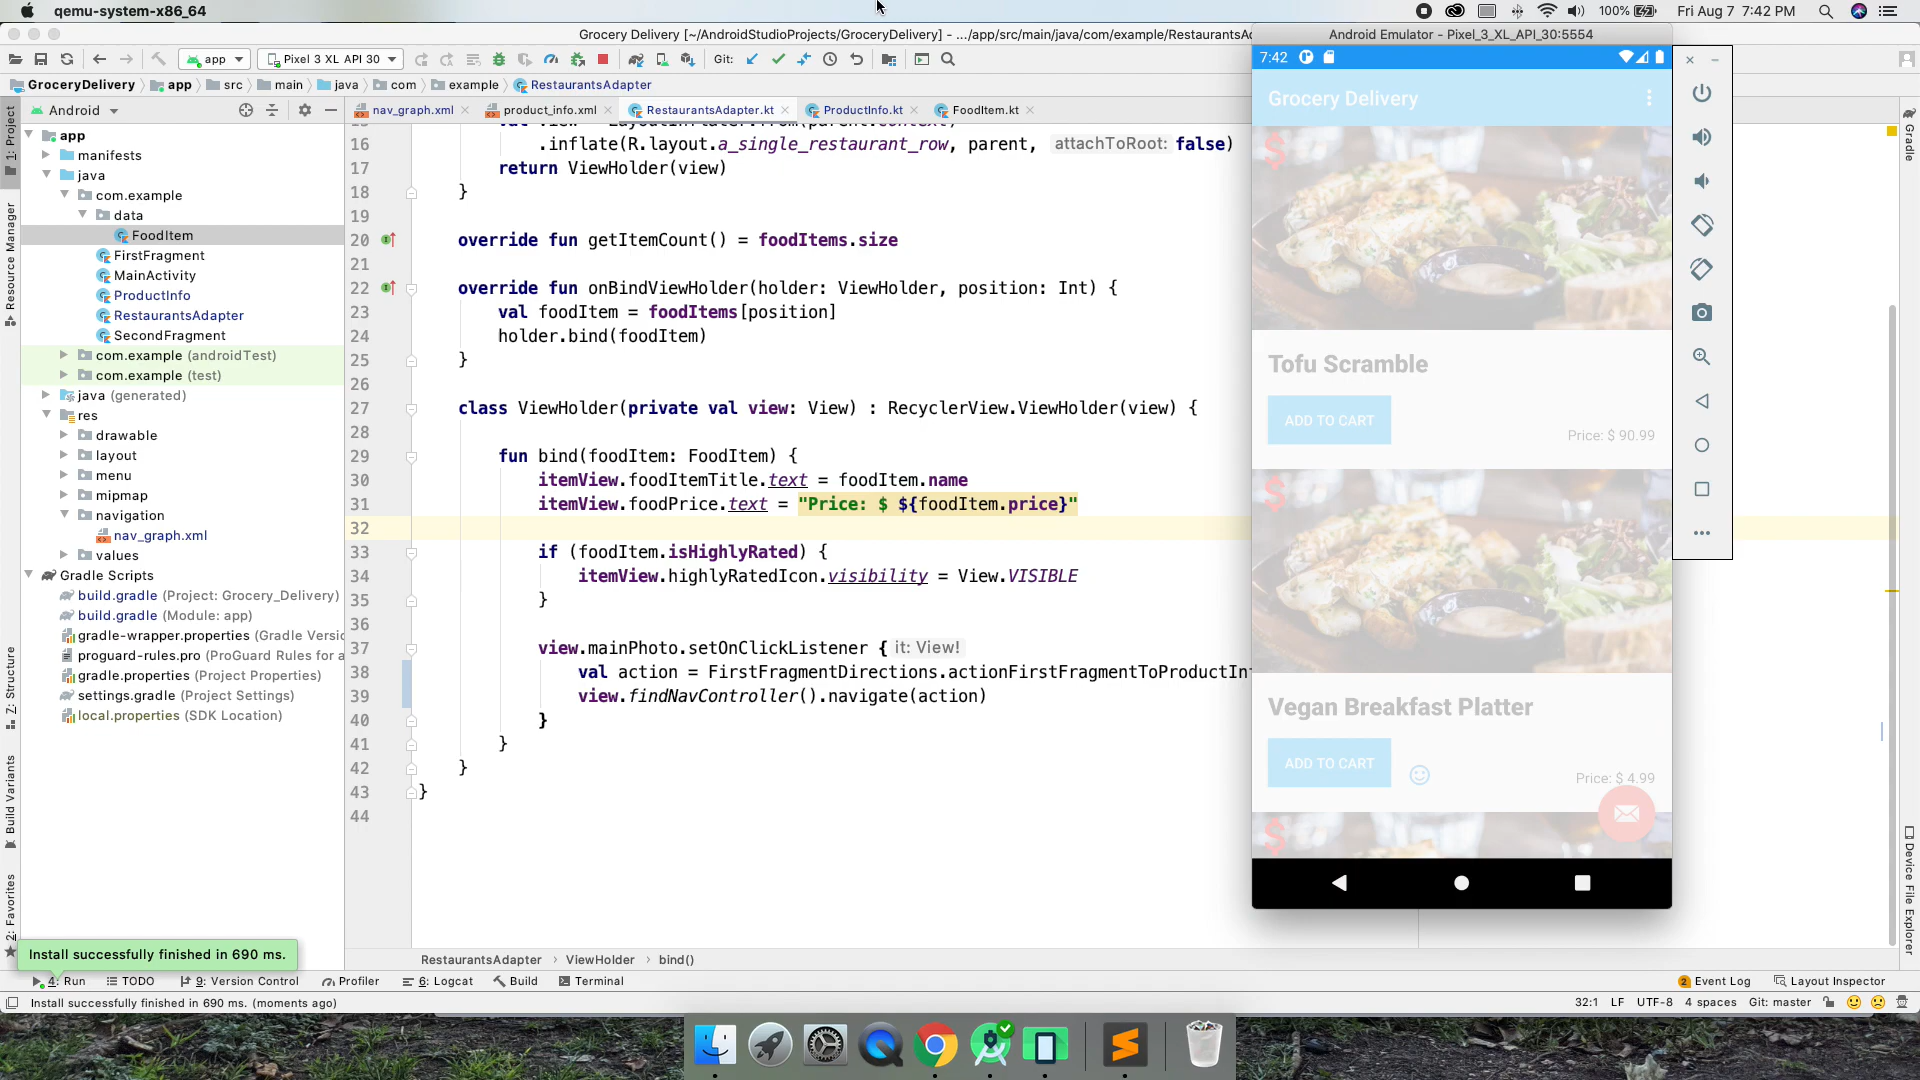 qemu-system-x86_64
100%
Fri Aug 7 7:42 PM
Grocery Delivery [~/AndroidStudioProjects/GroceryDelivery] - .../app/src/main/java/com/example/RestaurantsAd
app
Pixel 3 XL API 30
Git:
GroceryDelivery
app
src
main
java
com
example
RestaurantsAdapter
Android
nav_graph.xml
product_info.xml
RestaurantsAdapter.kt
ProductInfo.kt
FoodItem.kt
1: Project
Resource Manager
Z: Structure
Build Variants
2: Favorites
app
manifests
java
com.example
data
FoodItem
FirstFragment
MainActivity
ProductInfo
RestaurantsAdapter
SecondFragment
com.example (androidTest)
com.example (test)
java (generated)
res
drawable
layout
menu
mipmap
navigation
nav_graph.xml
values
Gradle Scripts
build.gradle (Project: Grocery_Delivery)
build.gradle (Module: app)
gradle-wrapper.properties (Gradle Versio
proguard-rules.pro (ProGuard Rules for a
gradle.properties (Project Properties)
settings.gradle (Project Settings)
local.properties (SDK Location)
16 .inflate(R.layout.a_single_restaurant_row, parent, attachToRoot: false)
17 return ViewHolder(view)
18 }
19
20 override fun getItemCount() = foodItems.size
21
22 override fun onBindViewHolder(holder: ViewHolder, position: Int) {
23 val foodItem = foodItems[position]
24 holder.bind(foodItem)
25 }
26
27 class ViewHolder(private val view: View) : RecyclerView.ViewHolder(view) {
28
29 fun bind(foodItem: FoodItem) {
30 itemView.foodItemTitle.text = foodItem.name
31 itemView.foodPrice.text = "Price: $ ${foodItem.price}"
32
33 if (foodItem.isHighlyRated) {
34 itemView.highlyRatedIcon.visibility = View.VISIBLE
35 }
36
37 view.mainPhoto.setOnClickListener { it: View!
38 val action = FirstFragmentDirections.actionFirstFragmentToProductInf
39 view.findNavController().navigate(action)
40 }
41 }
42 }
43 }
44
RestaurantsAdapter
ViewHolder
bind()
Android Emulator - Pixel_3_XL_API_30:5554
7:42
Grocery Delivery
$
Tofu Scramble
ADD TO CART
Price: $ 90.99
$
Vegan Breakfast Platter
ADD TO CART
Price: $ 4.99
$
Gradle
Device File Explorer
Install successfully finished in 690 ms.
4: Run
TODO
9: Version Control
Profiler
6: Logcat
Build
Terminal
2 Event Log
Layout Inspector
Install successfully finished in 690 ms. (moments ago)
32:1 LF UTF-8 4 spaces Git: master